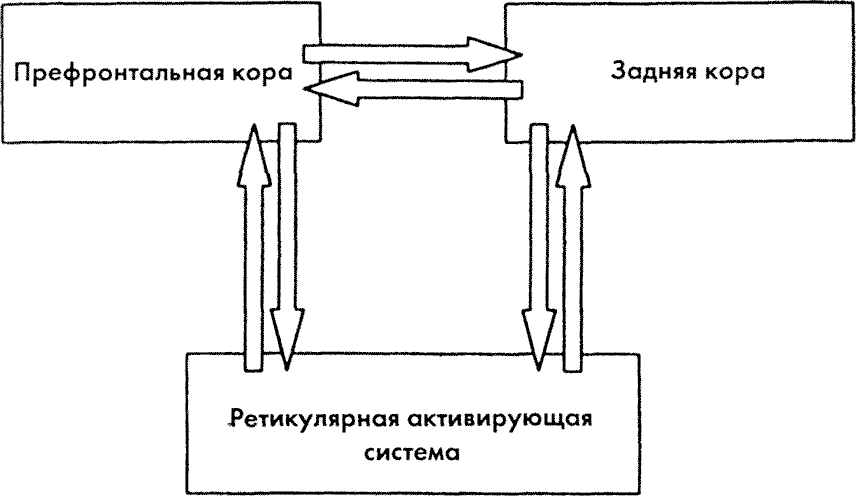 Префронтальная кора
Задняя кора
Ретикулярная активирующая
система